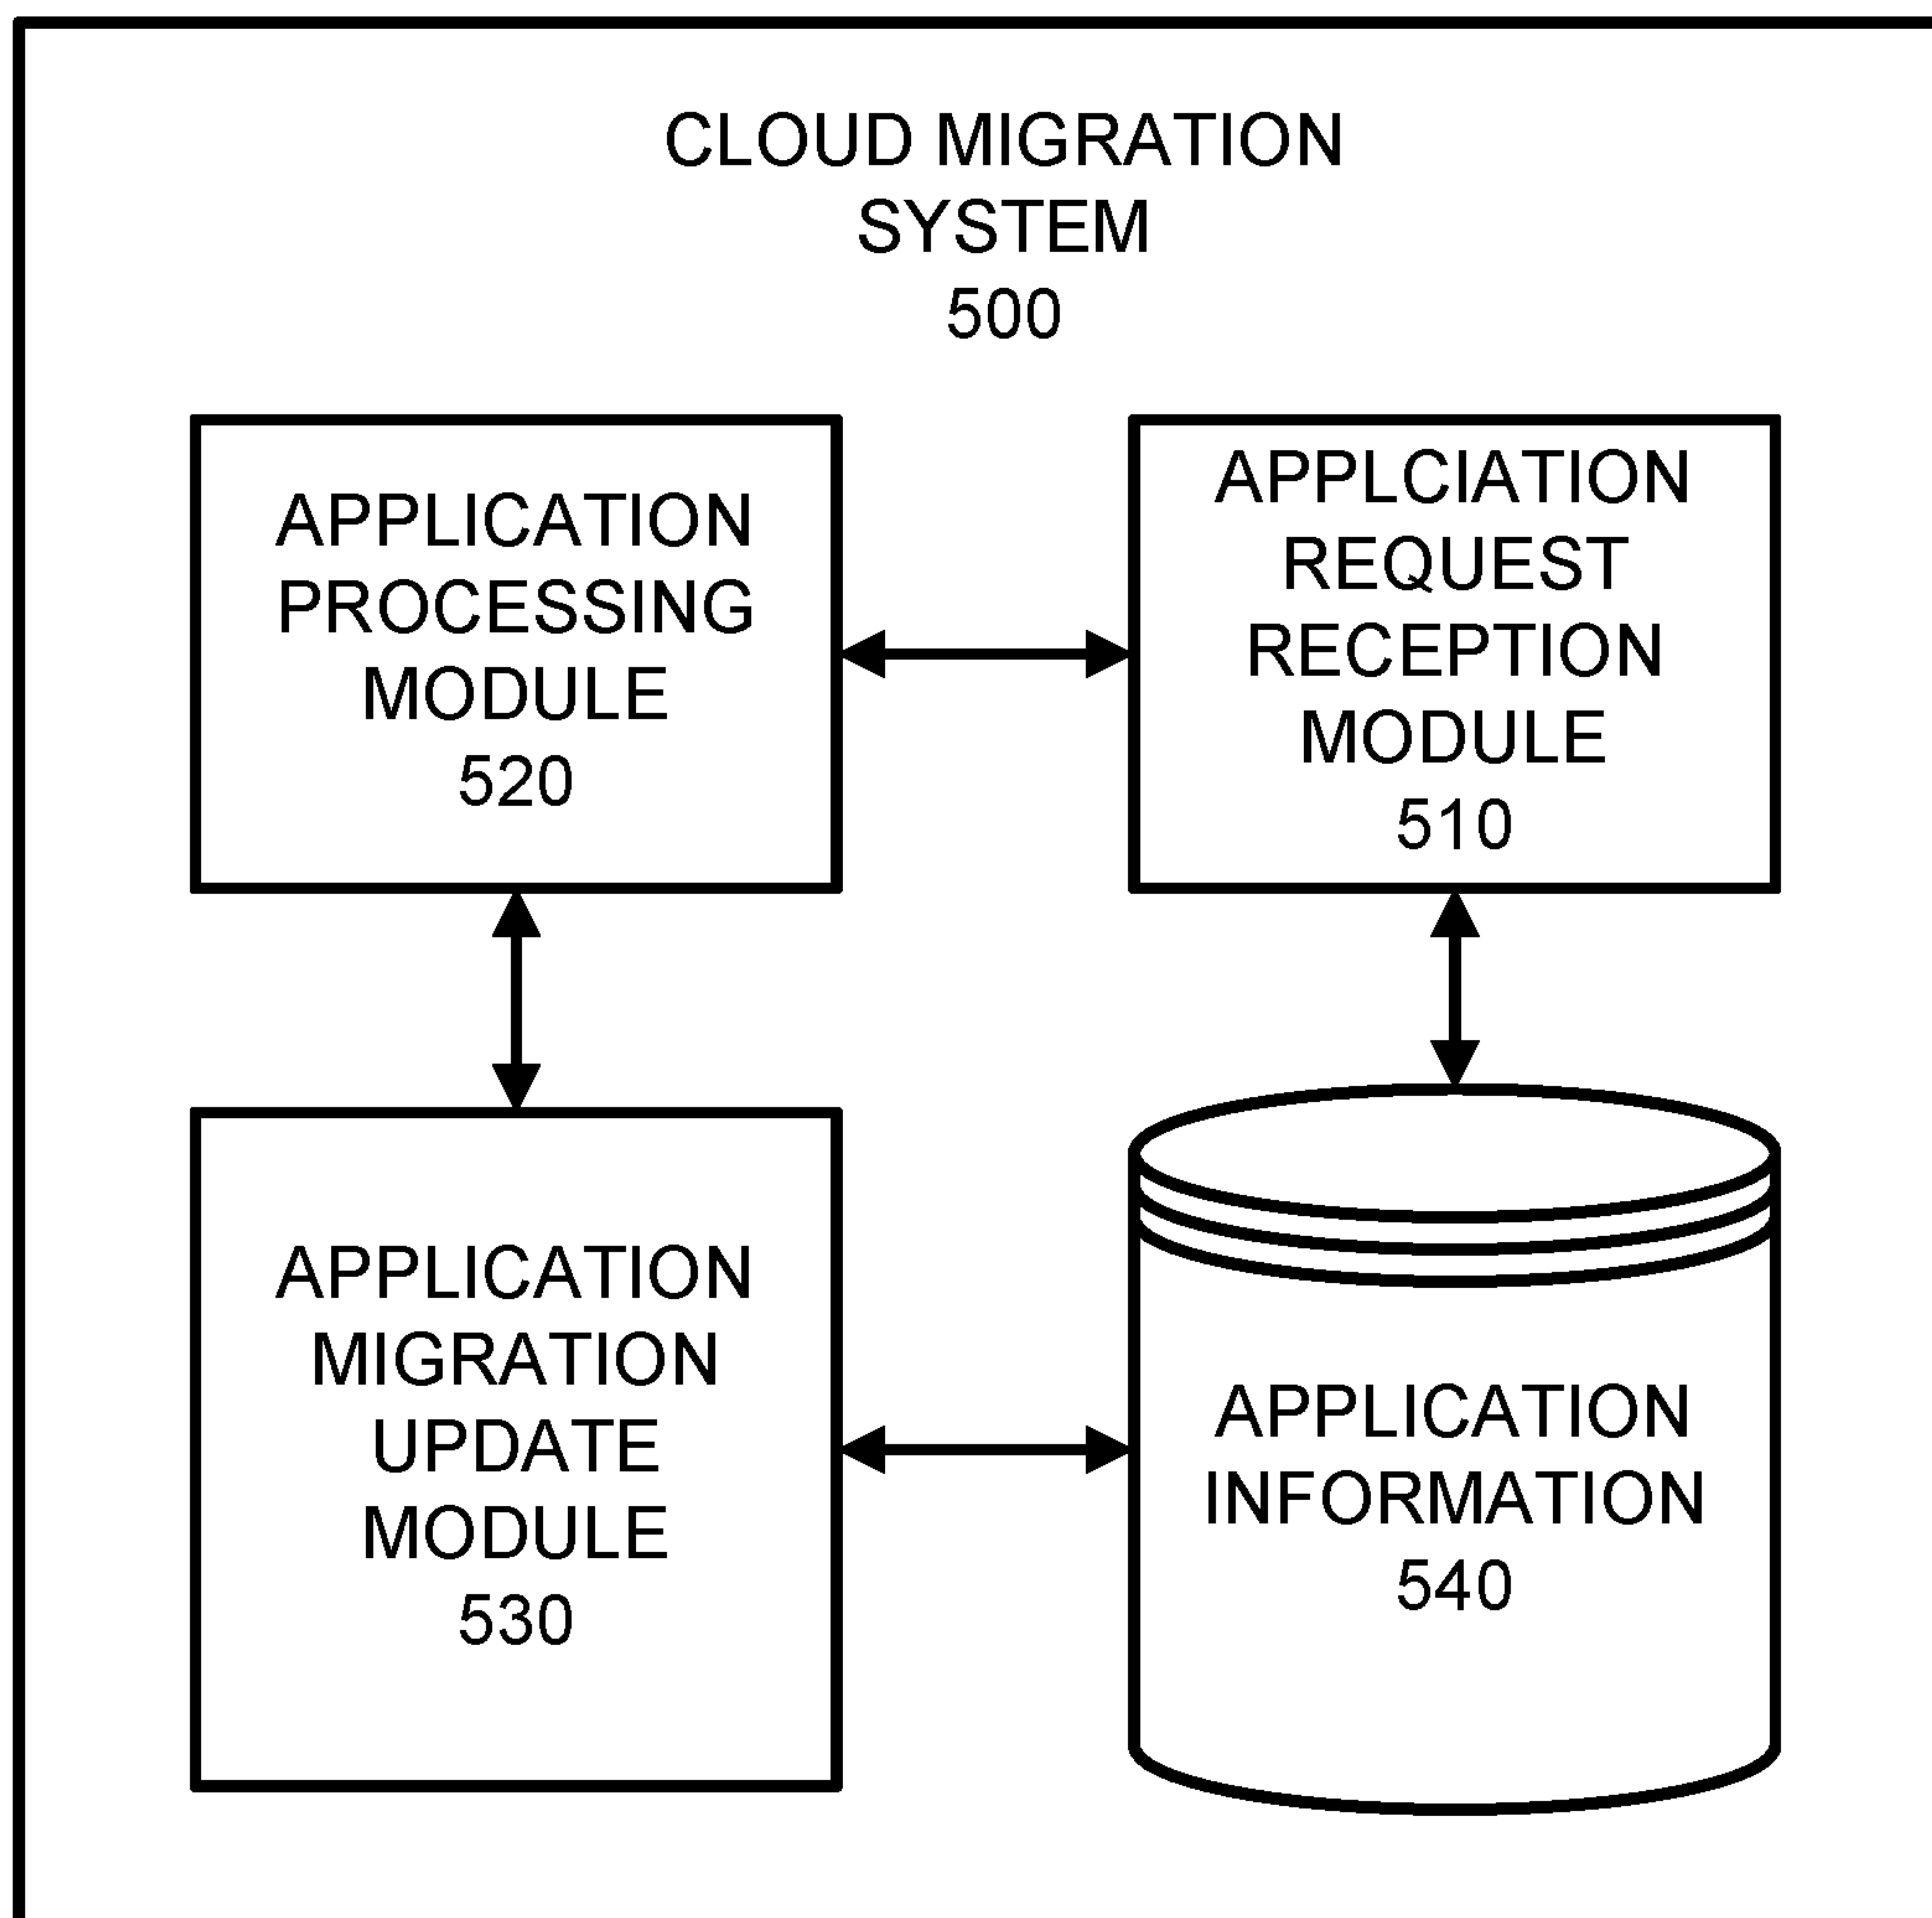 CLOUD MIGRATION
SYSTEM
500
APPLICATION
PROCESSING
MODULE
520
APPLCIATION
REQUEST
RECEPTION
MODULE
510
APPLICATION
MIGRATION
UPDATE
MODULE
530
APPLICATION
INFORMATION
540